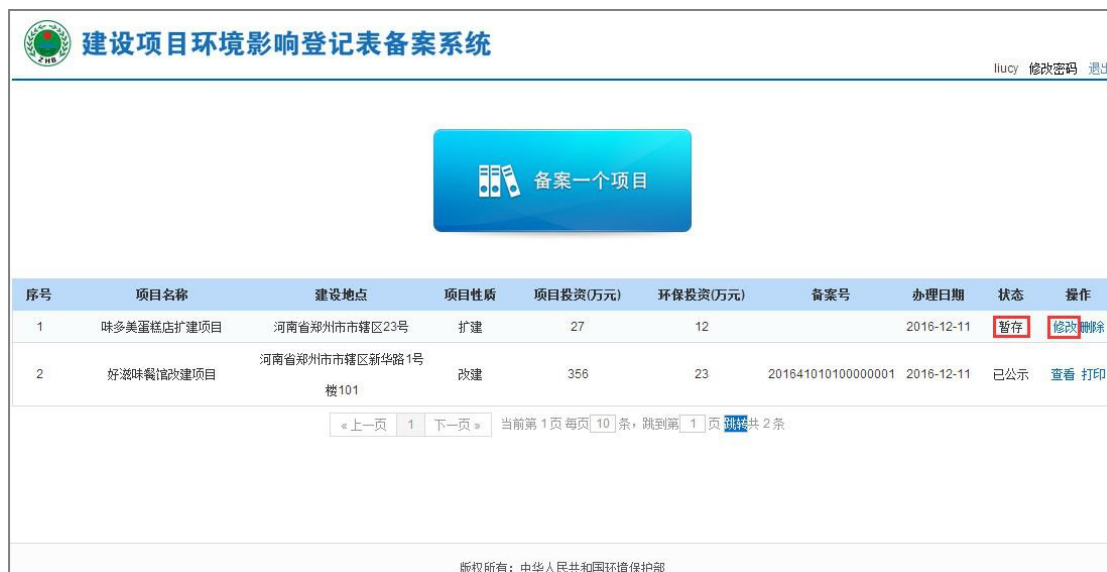 建设项目环境影响登记表备案系统
ZHB
liucy 修改密码 退出
备案一个项目
序号 项目名称 建设地点 项目性质 项目投资(万元) 环保投资(万元) 备案号 办理日期 状态 操作
1 味多美蛋糕店扩建项目 河南省郑州市市辖区23号 扩建 27 12 2016-12-11 暂存 修改 删除
2 好滋味餐馆改建项目 河南省郑州市市辖区新华路1号楼101 改建 356 23 201641010100000001 2016-12-11 已公示 查看 打印
«上一页 1 下一页» 当前第 1 页 每页 10 条，跳到第 1 页 跳转共 2 条
版权所有：中华人民共和国环境保护部